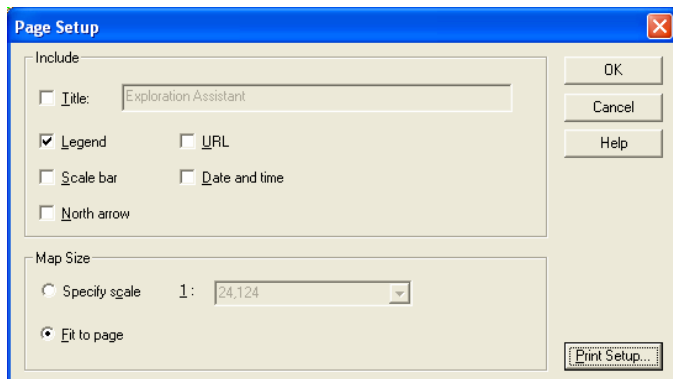 Page Setup
Include
OK
Title: Exploration Assistant
Cancel
Legend URL
Help
Scale bar Date and time
North arrow
Map Size
Specify scale 1: 24,124
Fit to page
Print Setup...